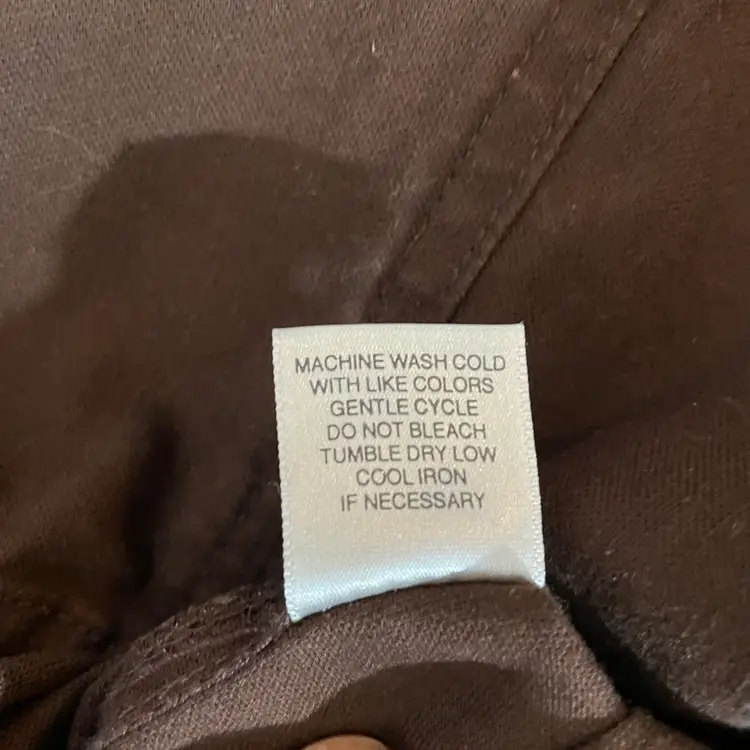 MACHINE WASH COLD
WITH LIKE COLORS
GENTLE CYCLE
DO NOT BLEACH
TUMBLE DRY LOW
COOL IRON
IF NECESSARY